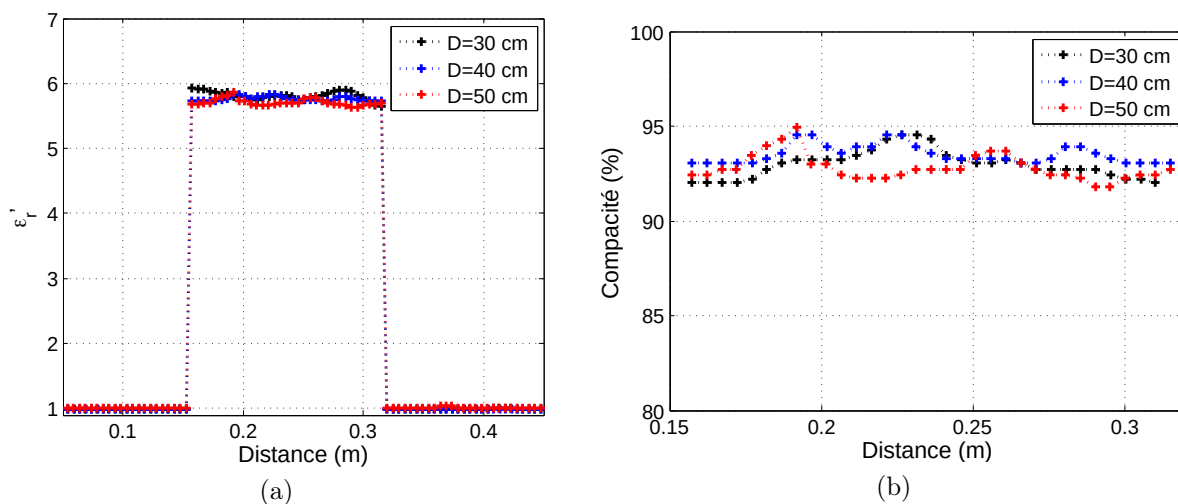 7
6
5
4
3
2
1
εr’
0.1 0.2 0.3 0.4
Distance (m)
D=30 cm
D=40 cm
D=50 cm
(a)
100
95
90
85
80
Compacité (%)
0.15 0.2 0.25 0.3
Distance (m)
D=30 cm
D=40 cm
D=50 cm
(b)